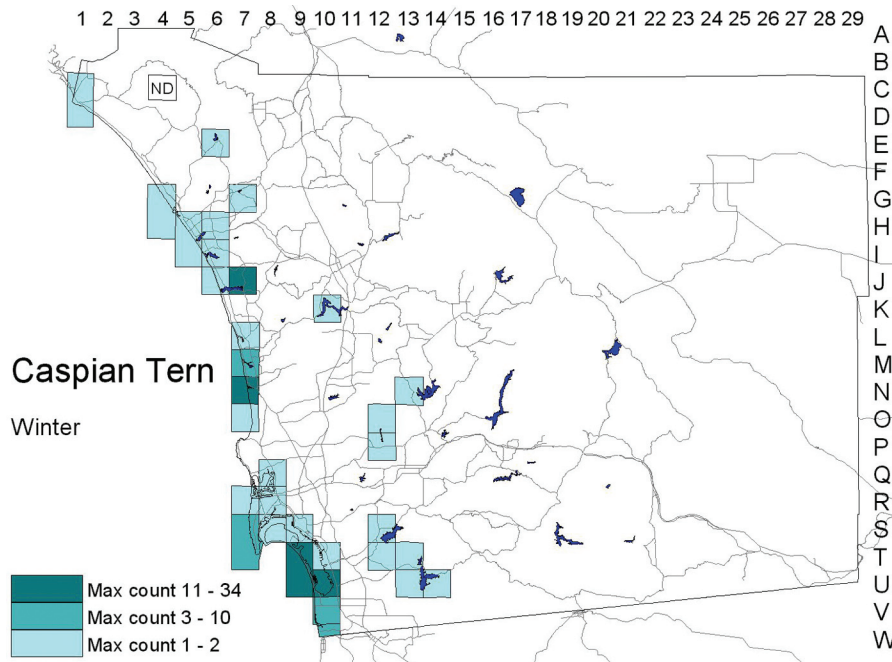 1 2 3 4 5 6 7 8 9 10 11 12 13 14 15 16 17 18 19 20 21 22 23 24 25 26 27 28 29
A
B
C
ND
D
E
F
G
H
I
J
K
L
M
Caspian Tern
N
O
Winter
P
Q
R
S
T
U
V
W
Max count 11 - 34
Max count 3 - 10
Max count 1 - 2